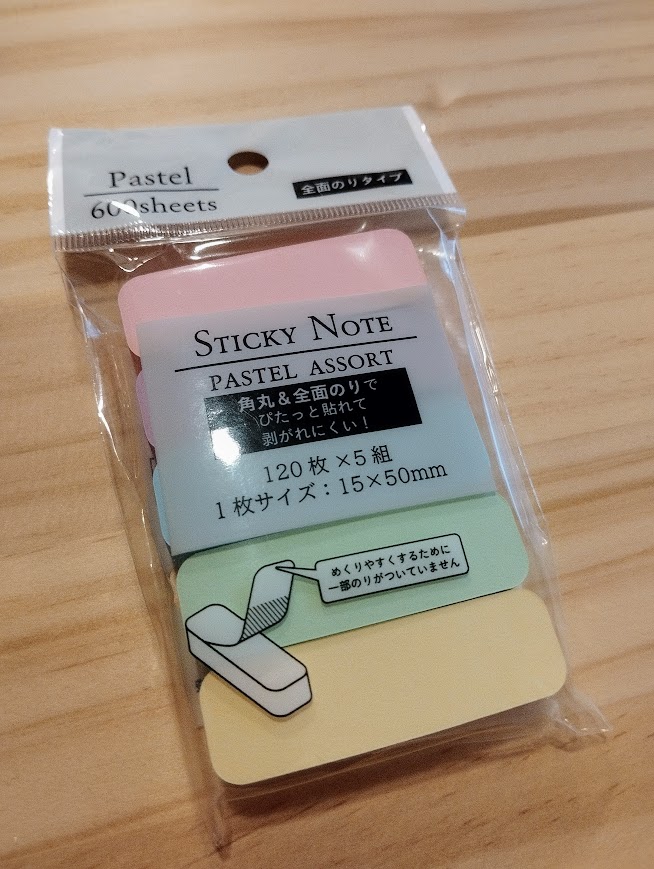 Pastel
600sheets
全面のりタイプ
STICKY NOTE
PASTEL ASSORT
角丸&全面のりで
ぴたっと貼れて
剥がれにくい!
120枚×5組
1枚サイズ:15×50mm
めくりやすくするために
一部のりがついていません